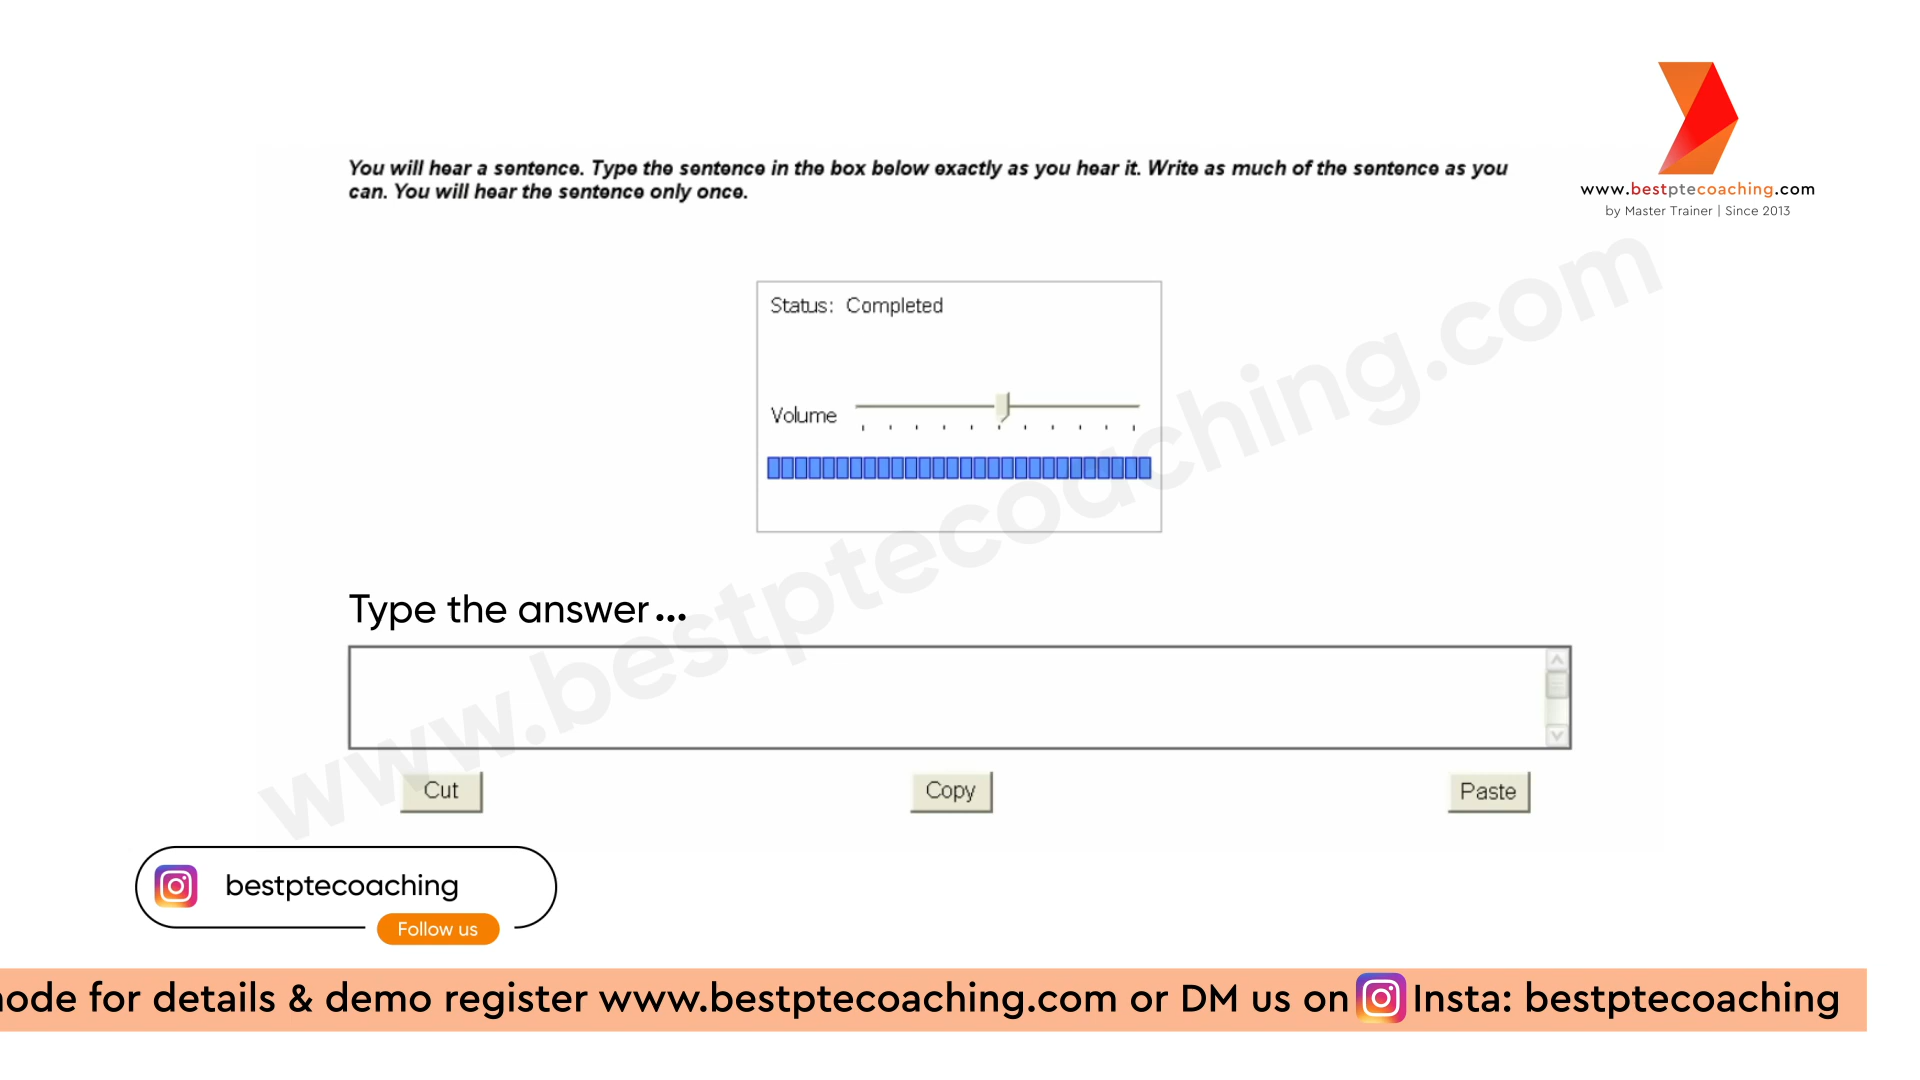 You will hear a sentence. Type the sentence in the box below exactly as you hear it. Write as much of the sentence as you
can. You will hear the sentence only once.
www.bestptecoaching.com
by Master Trainer | Since 2013
Status: Completed
Volume
www.bestptecoaching.com
Type the answer...
Cut
Copy
Paste
bestptecoaching
Follow us
for details & demo register www.bestptecoaching.com or DM us on Insta: bestptecoaching